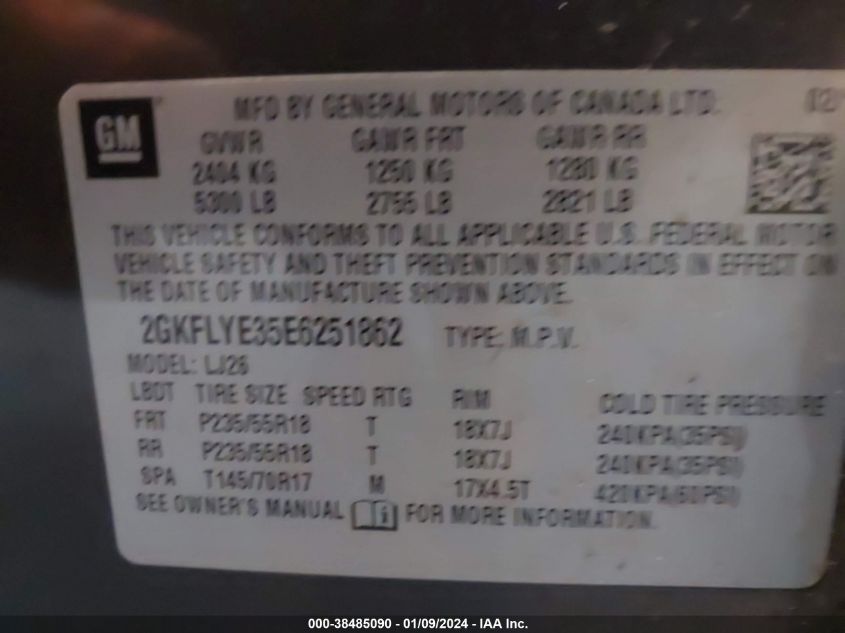 GM
MFD BY GENERAL MOTORS OF CANADA LTD.
GVWR GAWR FRT GAWR RR
2404 KG 1250 KG 1280 KG
5300 LB 2755 LB 2821 LB
THIS VEHICLE CONFORMS TO ALL APPLICABLE U.S. FEDERAL MOTOR
VEHICLE SAFETY AND THEFT PREVENTION STANDARDS IN EFFECT ON
THE DATE OF MANUFACTURE SHOWN ABOVE.
2GKFLYE35E6251862 TYPE: M.P.V.
MODEL: LJ26
LBDT TIRE SIZE SPEED RTG RIM COLD TIRE PRESSURE
FRT P235/55R18 T 18X7J 240KPA(35PSI)
RR P235/55R18 T 18X7J 240KPA(35PSI)
SPA T145/70R17 M 17X4.5T 420KPA(60PSI)
SEE OWNER'S MANUAL i FOR MORE INFORMATION.
000-38485090 - 01/09/2024 - IAA Inc.